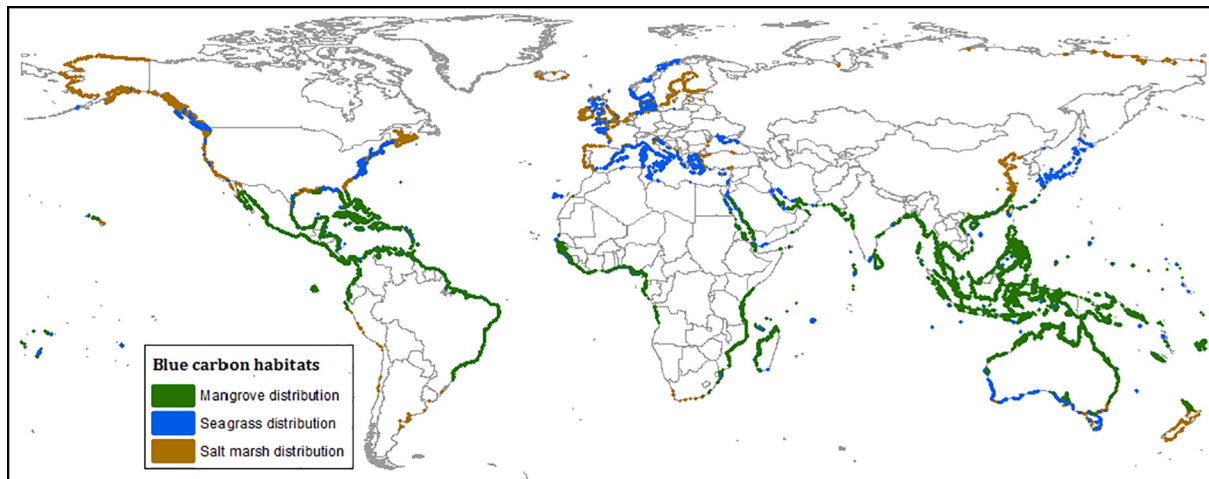 Blue carbon habitats
Mangrove distribution
Seagrass distribution
Salt marsh distribution